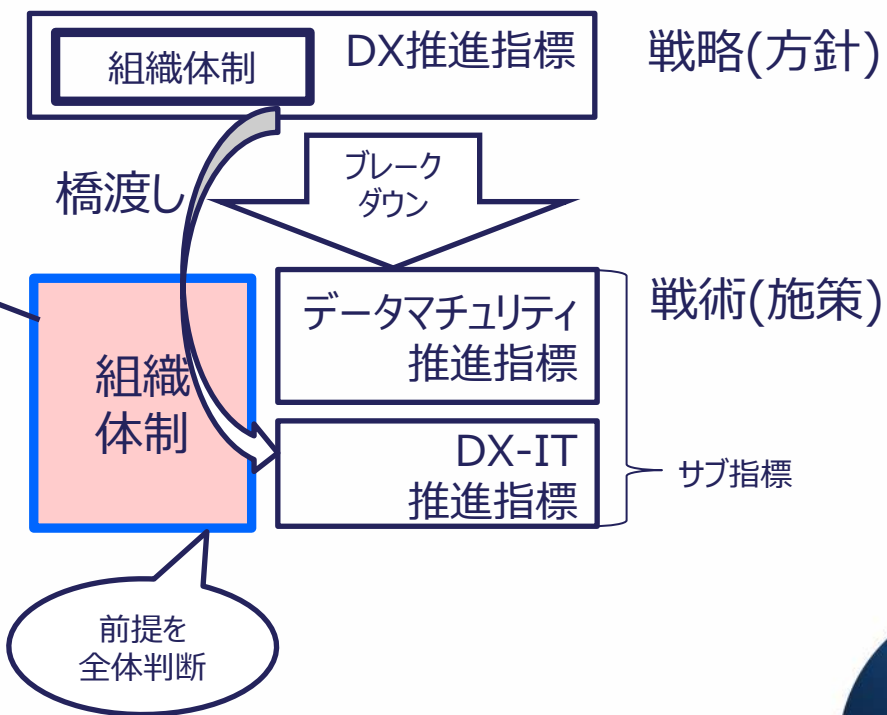 組織体制
DX推進指標
戦略(方針)
橋渡し
ブレーク
ダウン
組織
体制
データマチュリティ
推進指標
戦術(施策)
DX-IT
推進指標
サブ指標
前提を
全体判断